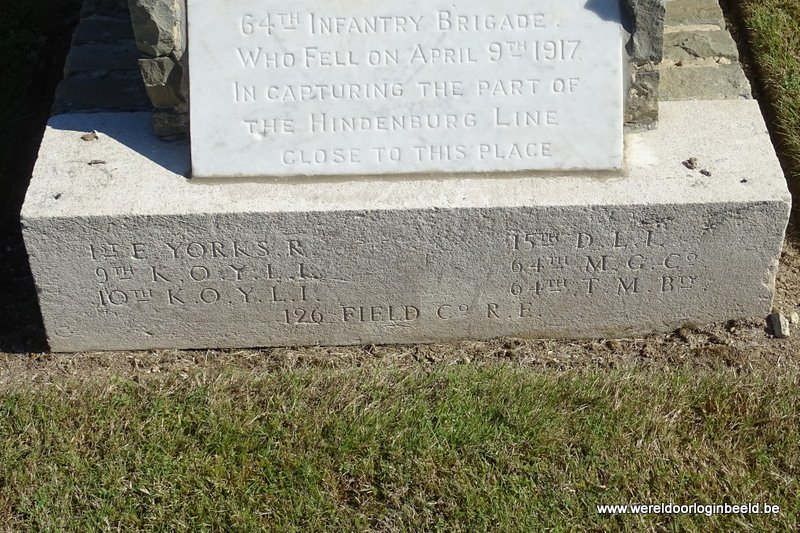 64TH INFANTRY BRIGADE.
WHO FELL ON APRIL 9TH 1917.
IN CAPTURING THE PART OF
THE HINDENBURG LINE
CLOSE TO THIS PLACE
1ST E. YORKS. R.
9TH K. O. Y. L. I.
10TH K. O. Y. L. I.
15TH D. L. I.
64TH M. G. Co
64TH T. M. BTY.
126 FIELD Co R. E.
www.wereldoorloginbeeld.be